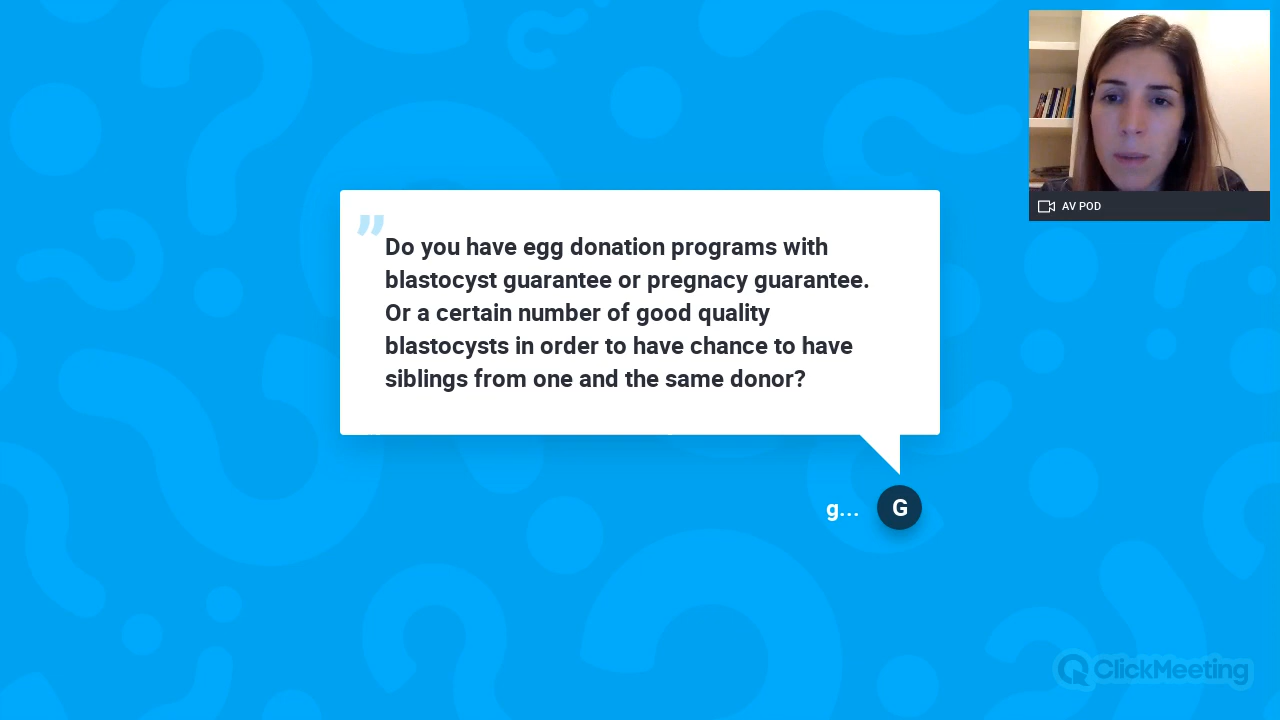 AV POD
”
Do you have egg donation programs with
blastocyst guarantee or pregnacy guarantee.
Or a certain number of good quality
blastocysts in order to have chance to have
siblings from one and the same donor?
g... G
ClickMeeting